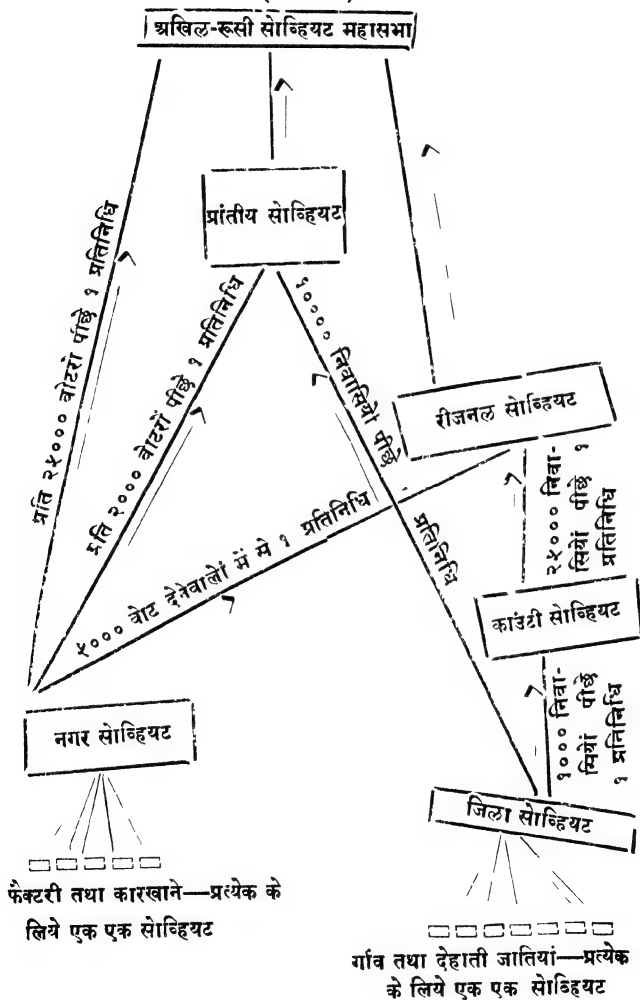 अखिल-रूसी सोव्हियट महासभा
प्रांतीय सोव्हियट
प्रति २५००० वोटरों पीछे १ प्रतिनिधि
प्रति २००० वोटरों पीछे १ प्रतिनिधि
१०००० निवासियों पीछे
प्रतिनिधि
रीजनल सोव्हियट
५००० वोट देनेवालों में से १ प्रतिनिधि
२५००० निवा-
सियों पीछे १
प्रतिनिधि
काउंटी सोव्हियट
१००० निवा-
सियों पीछे
१ प्रतिनिधि
नगर सोव्हियट
जिला सोव्हियट
फैक्टरी तथा कारखाने—प्रत्येक के
लिये एक एक सोव्हियट
गाँव तथा देहाती जातियां—प्रत्येक
के लिये एक एक सोव्हियट